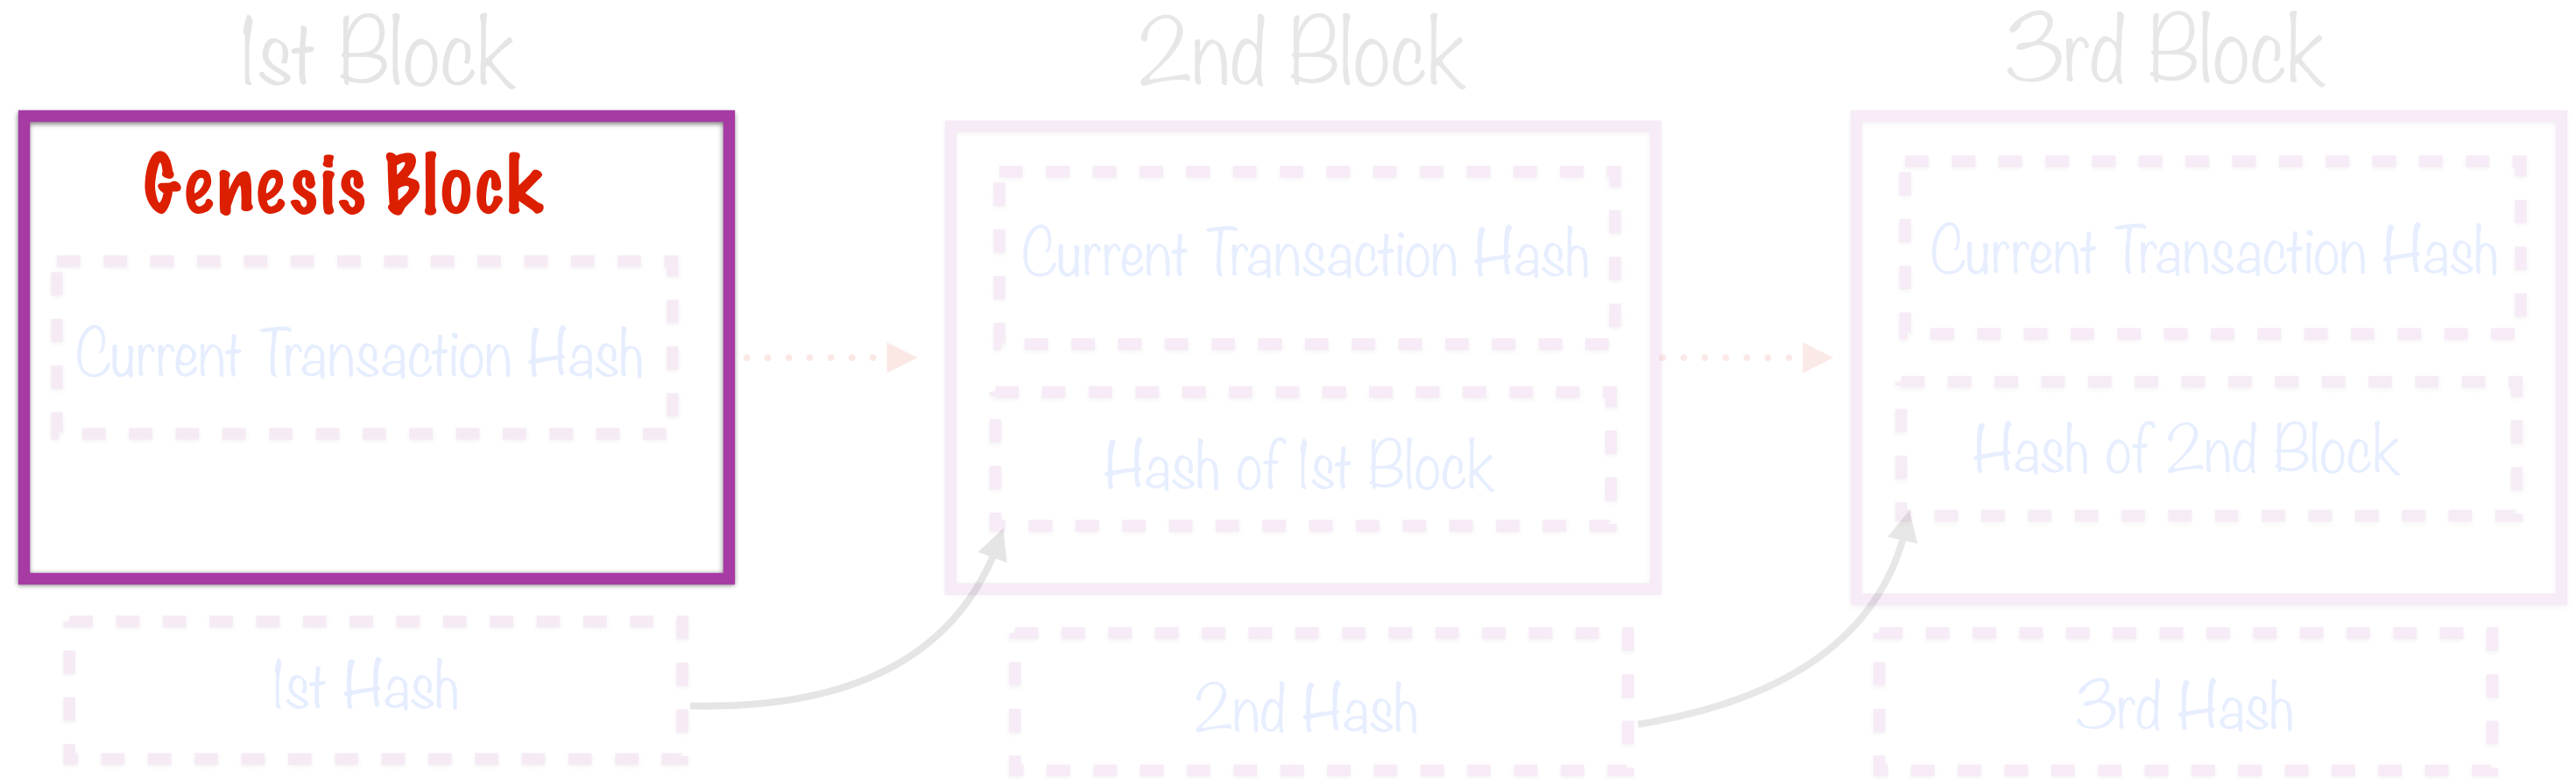 1st Block
2nd Block
3rd Block
Genesis Block
Current Transaction Hash
Current Transaction Hash
Hash of 1st Block
Current Transaction Hash
Hash of 2nd Block
1st Hash
2nd Hash
3rd Hash